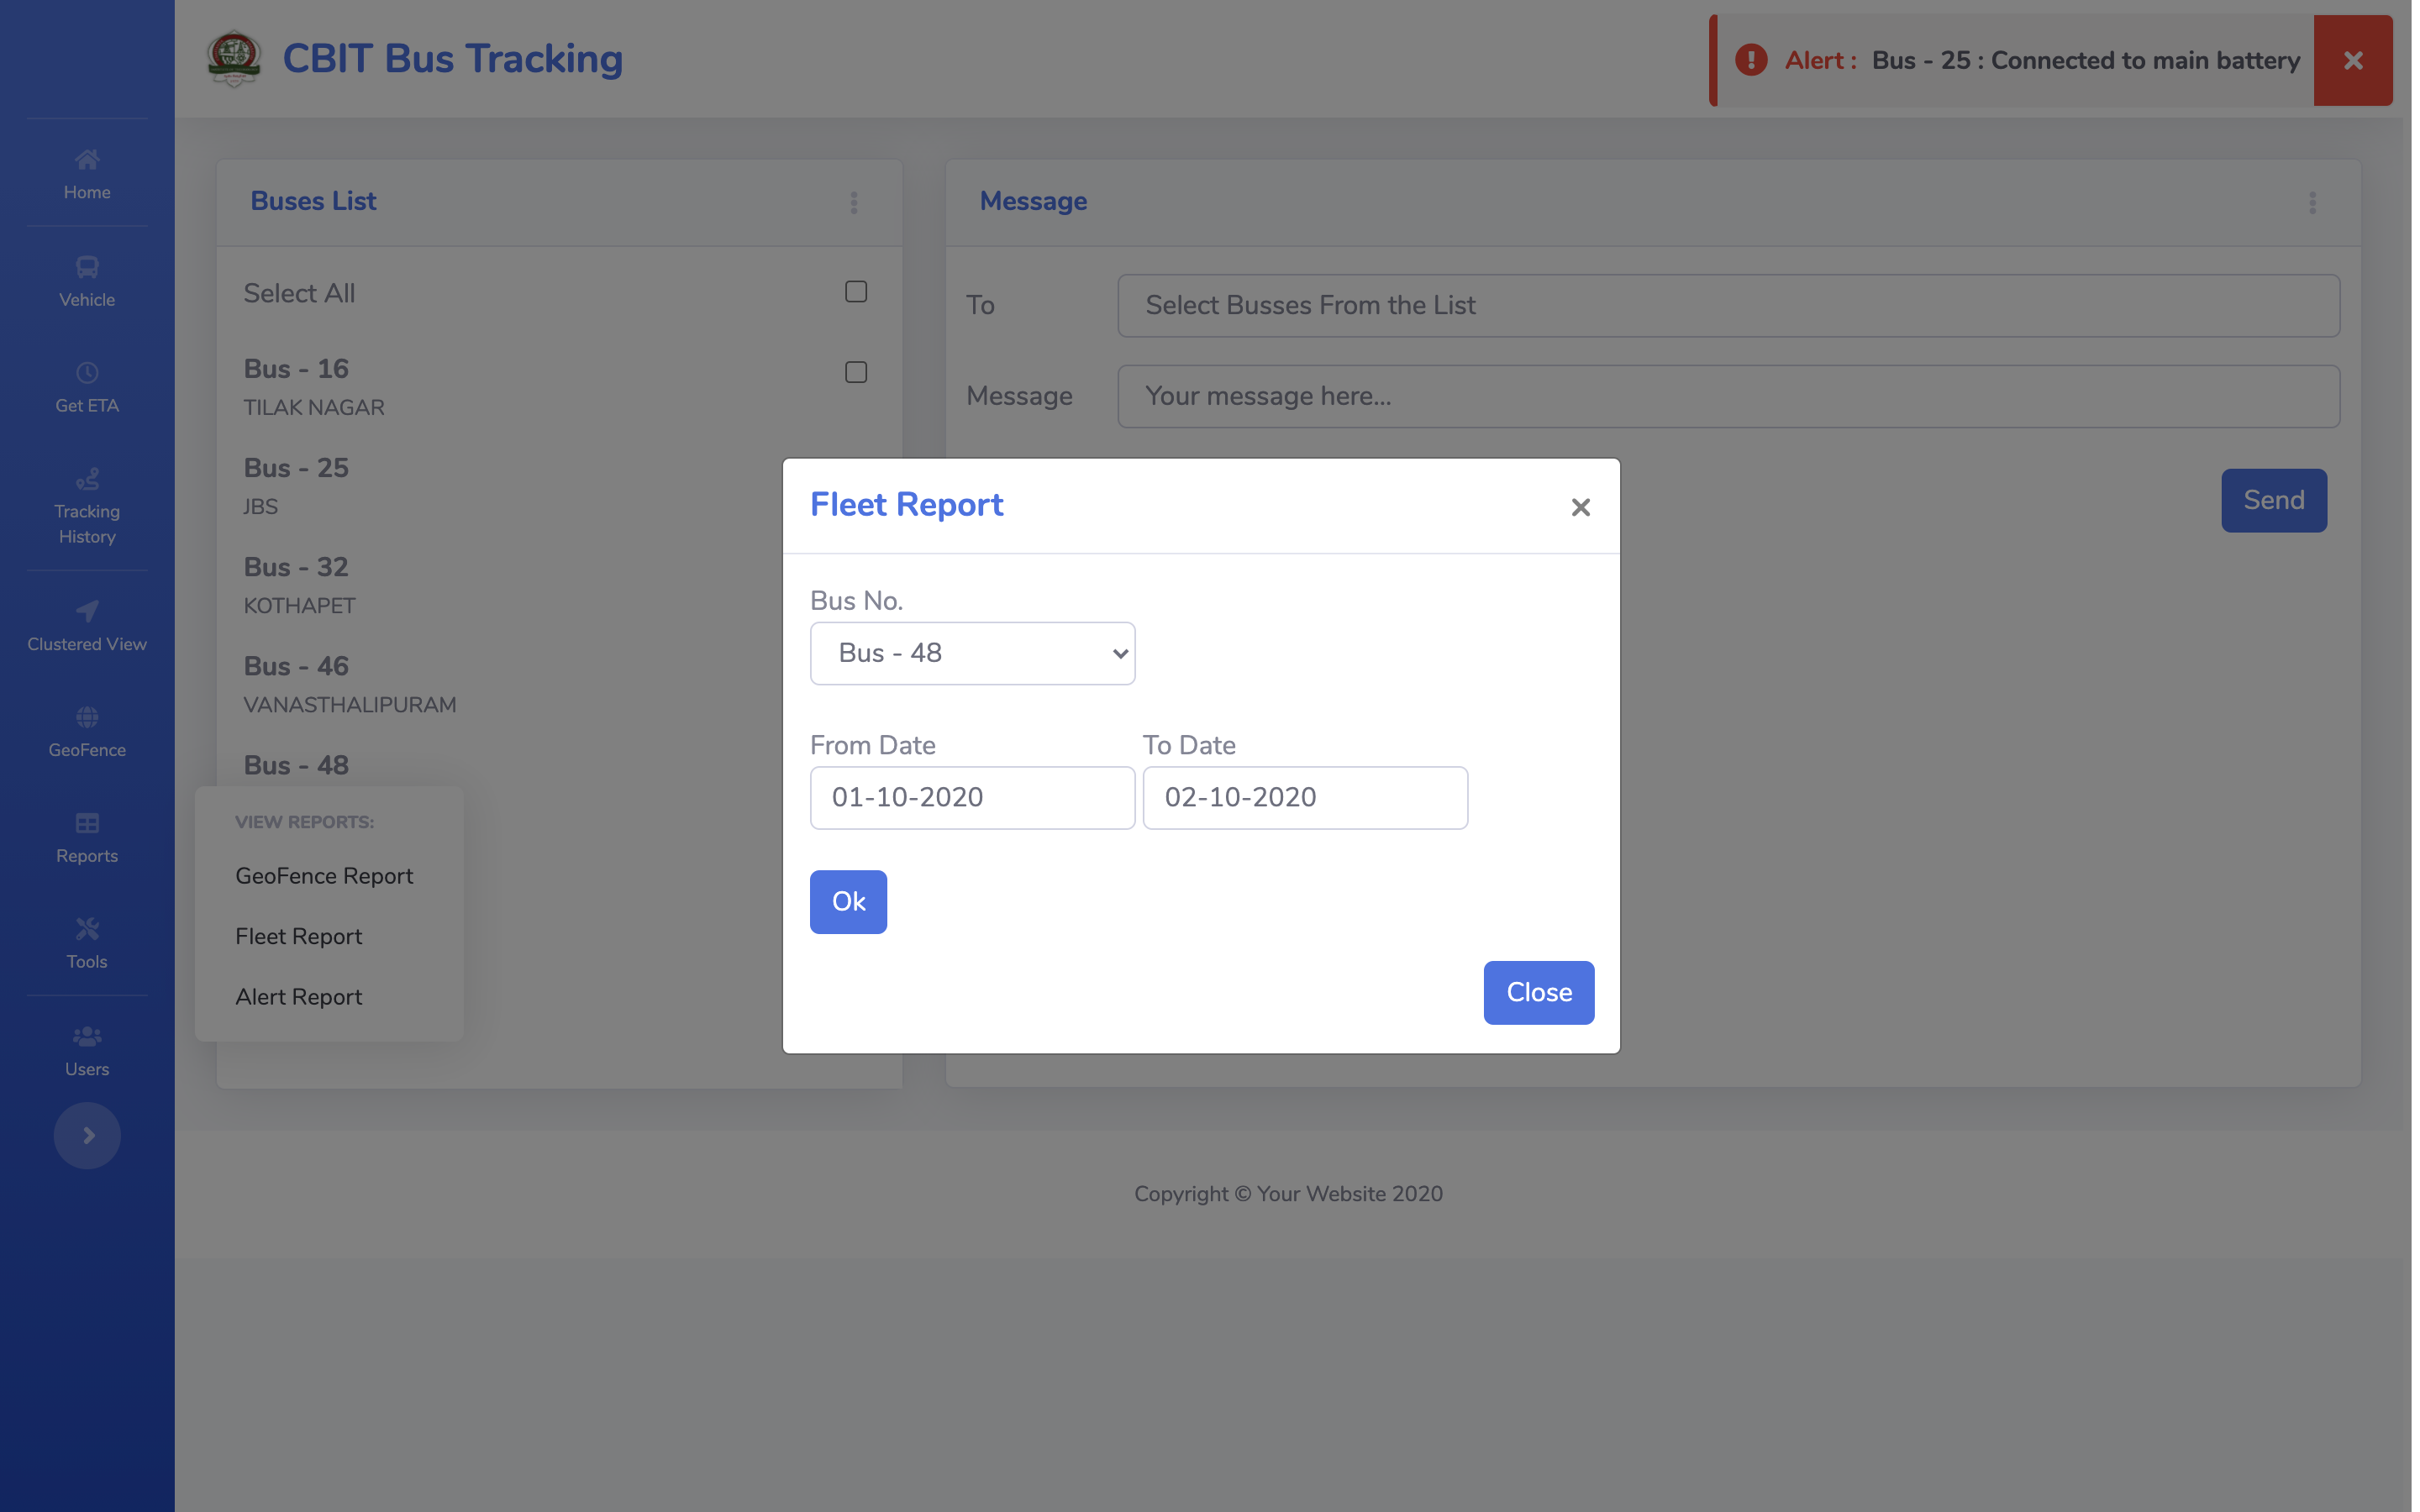 CBIT Bus Tracking
Alert : Bus - 25 : Connected to main battery
Home
Vehicle
Get ETA
Tracking
History
Clustered View
GeoFence
Reports
Tools
Users
Buses List
Select All
Bus - 16
TILAK NAGAR
Bus - 25
JBS
Bus - 32
KOTHAPET
Bus - 46
VANASTHALIPURAM
Bus - 48
VIEW REPORTS:
GeoFence Report
Fleet Report
Alert Report
Message
To
Select Busses From the List
Message
Your message here...
Send
Fleet Report
Bus No.
Bus - 48
From Date
To Date
01-10-2020
02-10-2020
Ok
Close
Copyright © Your Website 2020